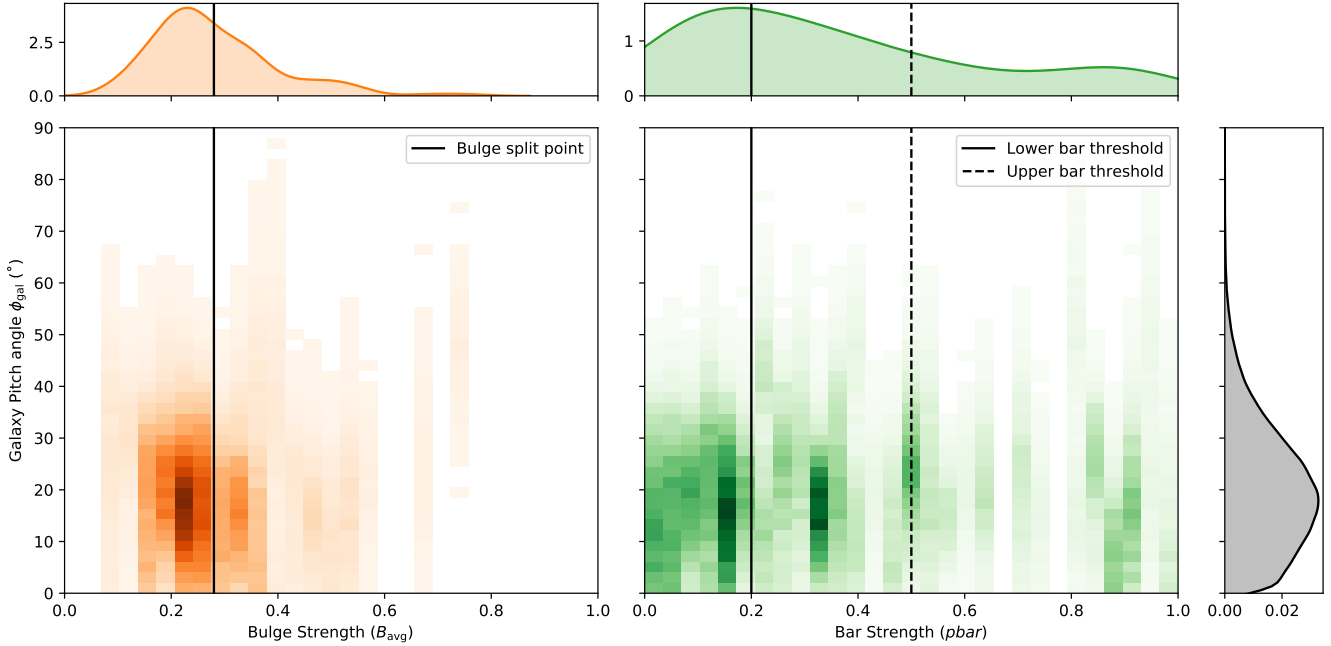 2.5
0.0
1
0
90
80
70
60
50
40
30
20
10
0
Galaxy Pitch angle ϕgal (°)
Bulge split point
Lower bar threshold
Upper bar threshold
0.0 0.2 0.4 0.6 0.8 1.0
Bulge Strength (Bavg)
0.0 0.2 0.4 0.6 0.8 1.0
Bar Strength (pbar)
0.00 0.02